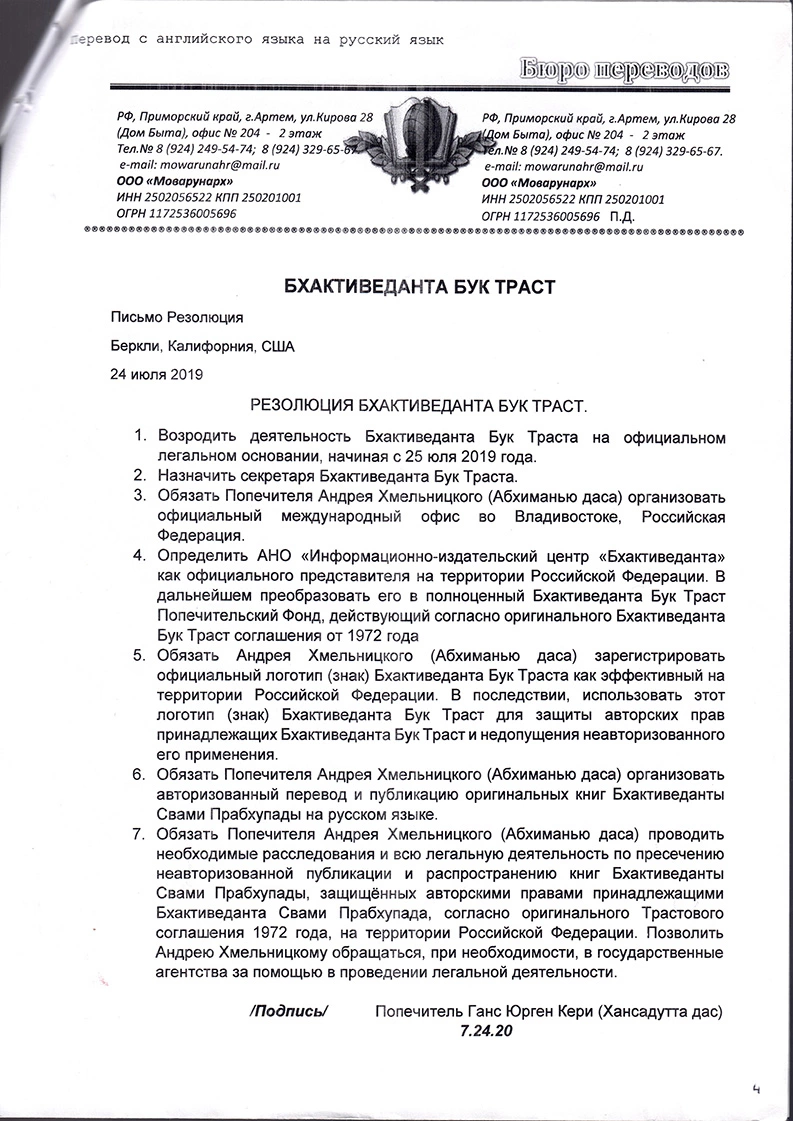 Перевод с английского языка на русский язык
Бюро переводов
РФ, Приморский край, г.Артем, ул.Кирова 28
(Дом Быта), офис № 204 - 2 этаж
Тел.№ 8 (924) 249-54-74; 8 (924) 329-65-67.
e-mail: mowarunahr@mail.ru
ООО «Моварунарх»
ИНН 2502056522 КПП 250201001
ОГРН 1172536005696
РФ, Приморский край, г.Артем, ул.Кирова 28
(Дом Быта), офис № 204 - 2 этаж
Тел.№ 8 (924) 249-54-74; 8 (924) 329-65-67.
e-mail: mowarunahr@mail.ru
ООО «Моварунарх»
ИНН 2502056522 КПП 250201001
ОГРН 1172536005696 П.Д.
БХАКТИВЕДАНТА БУК ТРАСТ
Письмо Резолюция
Беркли, Калифорния, США
24 июля 2019
РЕЗОЛЮЦИЯ БХАКТИВЕДАНТА БУК ТРАСТ.
1. Возродить деятельность Бхактиведанта Бук Траста на официальном
легальном основании, начиная с 25 юля 2019 года.
2. Назначить секретаря Бхактиведанта Бук Траста.
3. Обязать Попечителя Андрея Хмельницкого (Абхиманью даса) организовать
официальный международный офис во Владивостоке, Российская
Федерация.
4. Определить АНО «Информационно-издательский центр «Бхактиведанта»
как официального представителя на территории Российской Федерации. В
дальнейшем преобразовать его в полноценный Бхактиведанта Бук Траст
Попечительский Фонд, действующий согласно оригинального Бхактиведанта
Бук Траст соглашения от 1972 года
5. Обязать Андрея Хмельницкого (Абхиманью даса) зарегистрировать
официальный логотип (знак) Бхактиведанта Бук Траста как эффективный на
территории Российской Федерации. В последствии, использовать этот
логотип (знак) Бхактиведанта Бук Траст для защиты авторских прав
принадлежащих Бхактиведанта Бук Траст и недопущения неавторизованного
его применения.
6. Обязать Попечителя Андрея Хмельницкого (Абхиманью даса) организовать
авторизованный перевод и публикацию оригинальных книг Бхактиведанты
Свами Прабхупады на русском языке.
7. Обязать Попечителя Андрея Хмельницкого (Абхиманью даса) проводить
необходимые расследования и всю легальную деятельность по пресечению
неавторизованной публикации и распространению книг Бхактиведанты
Свами Прабхупады, защищённых авторскими правами принадлежащими
Бхактиведанта Свами Прабхупада, согласно оригинального Трастового
соглашения 1972 года, на территории Российской Федерации. Позволить
Андрею Хмельницкому обращаться, при необходимости, в государственные
агентства за помощью в проведении легальной деятельности.
/Подпись/ Попечитель Ганс Юрген Кери (Хансадутта дас)
7.24.20
4